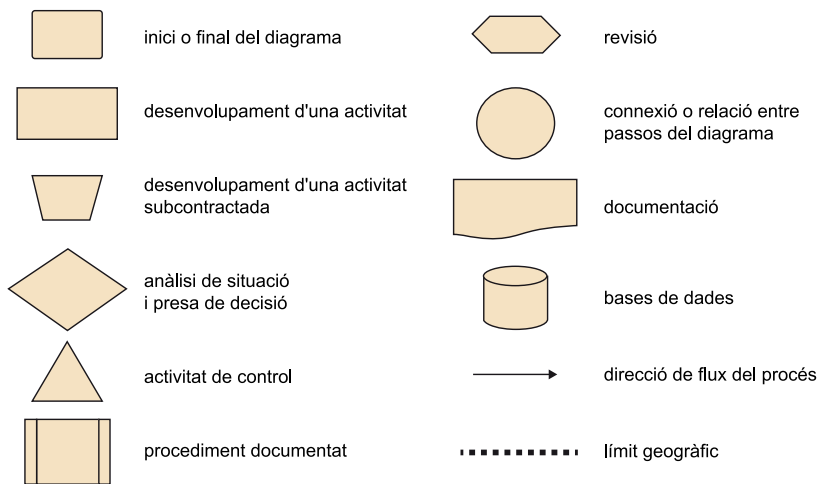 inici o final del diagrama
desenvolupament d'una activitat
desenvolupament d'una activitat
subcontractada
anàlisi de situació
i presa de decisió
activitat de control
procediment documentat
revisió
connexió o relació entre
passos del diagrama
documentació
bases de dades
direcció de flux del procés
límit geogràfic